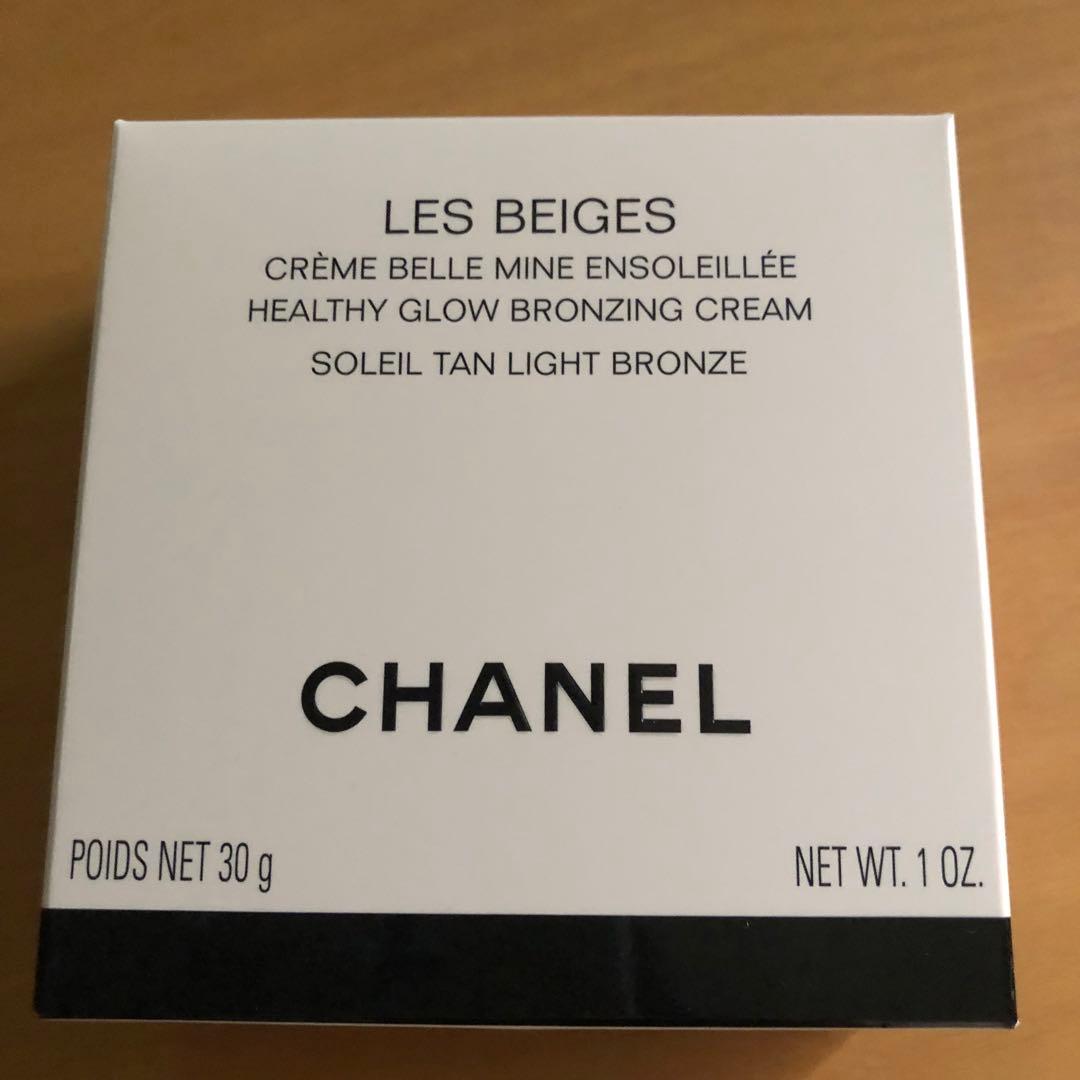 LES BEIGES
CRÈME BELLE MINE ENSOLEILLÉE
HEALTHY GLOW BRONZING CREAM
SOLEIL TAN LIGHT BRONZE
CHANEL
POIDS NET 30 g
NET WT. 1 OZ.